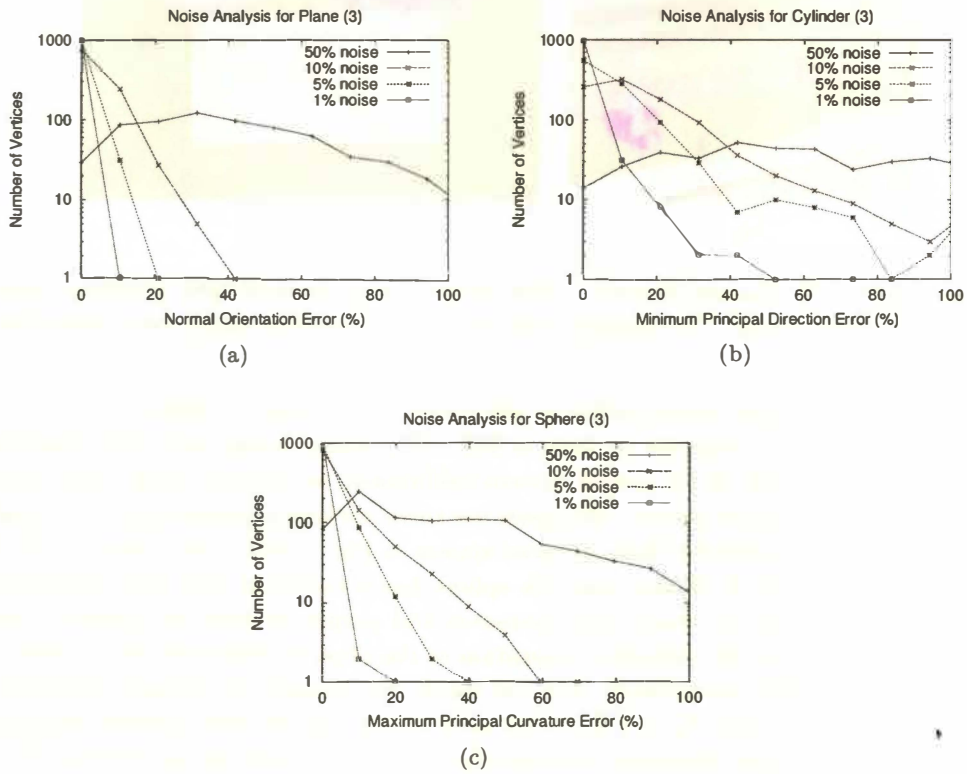 Noise Analysis for Plane (3)
1000
100
10
1
Number of Vertices
50% noise
10% noise
5% noise
1% noise
0 20 40 60 80 100
Normal Orientation Error (%)
(a)
Noise Analysis for Cylinder (3)
1000
100
10
1
Number of Vertices
50% noise
10% noise
5% noise
1% noise
0 20 40 60 80 100
Minimum Principal Direction Error (%)
(b)
Noise Analysis for Sphere (3)
1000
100
10
1
Number of Vertices
50% noise
10% noise
5% noise
1% noise
0 20 40 60 80 100
Maximum Principal Curvature Error (%)
(c)